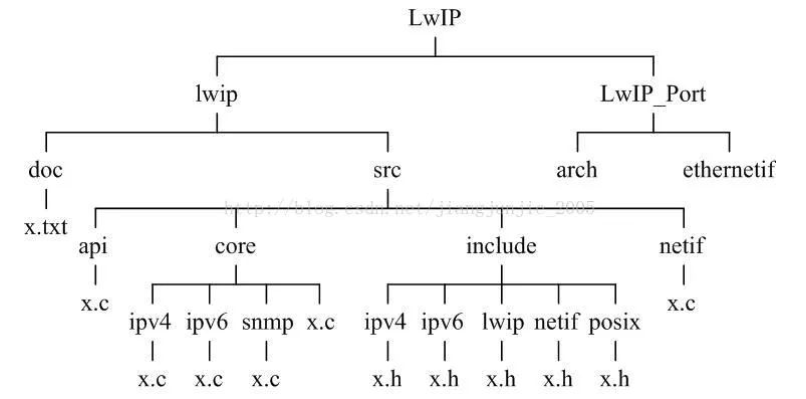 LwIP
lwip LwIP_Port
doc src arch ethernetif
http://blog.csdn.net/jiangjunjie_2005
x.txt
api core include netif
x.c x.c
ipv4 ipv6 snmp x.c ipv4 ipv6 lwip netif posix
x.c x.c x.c x.h x.h x.h x.h x.h